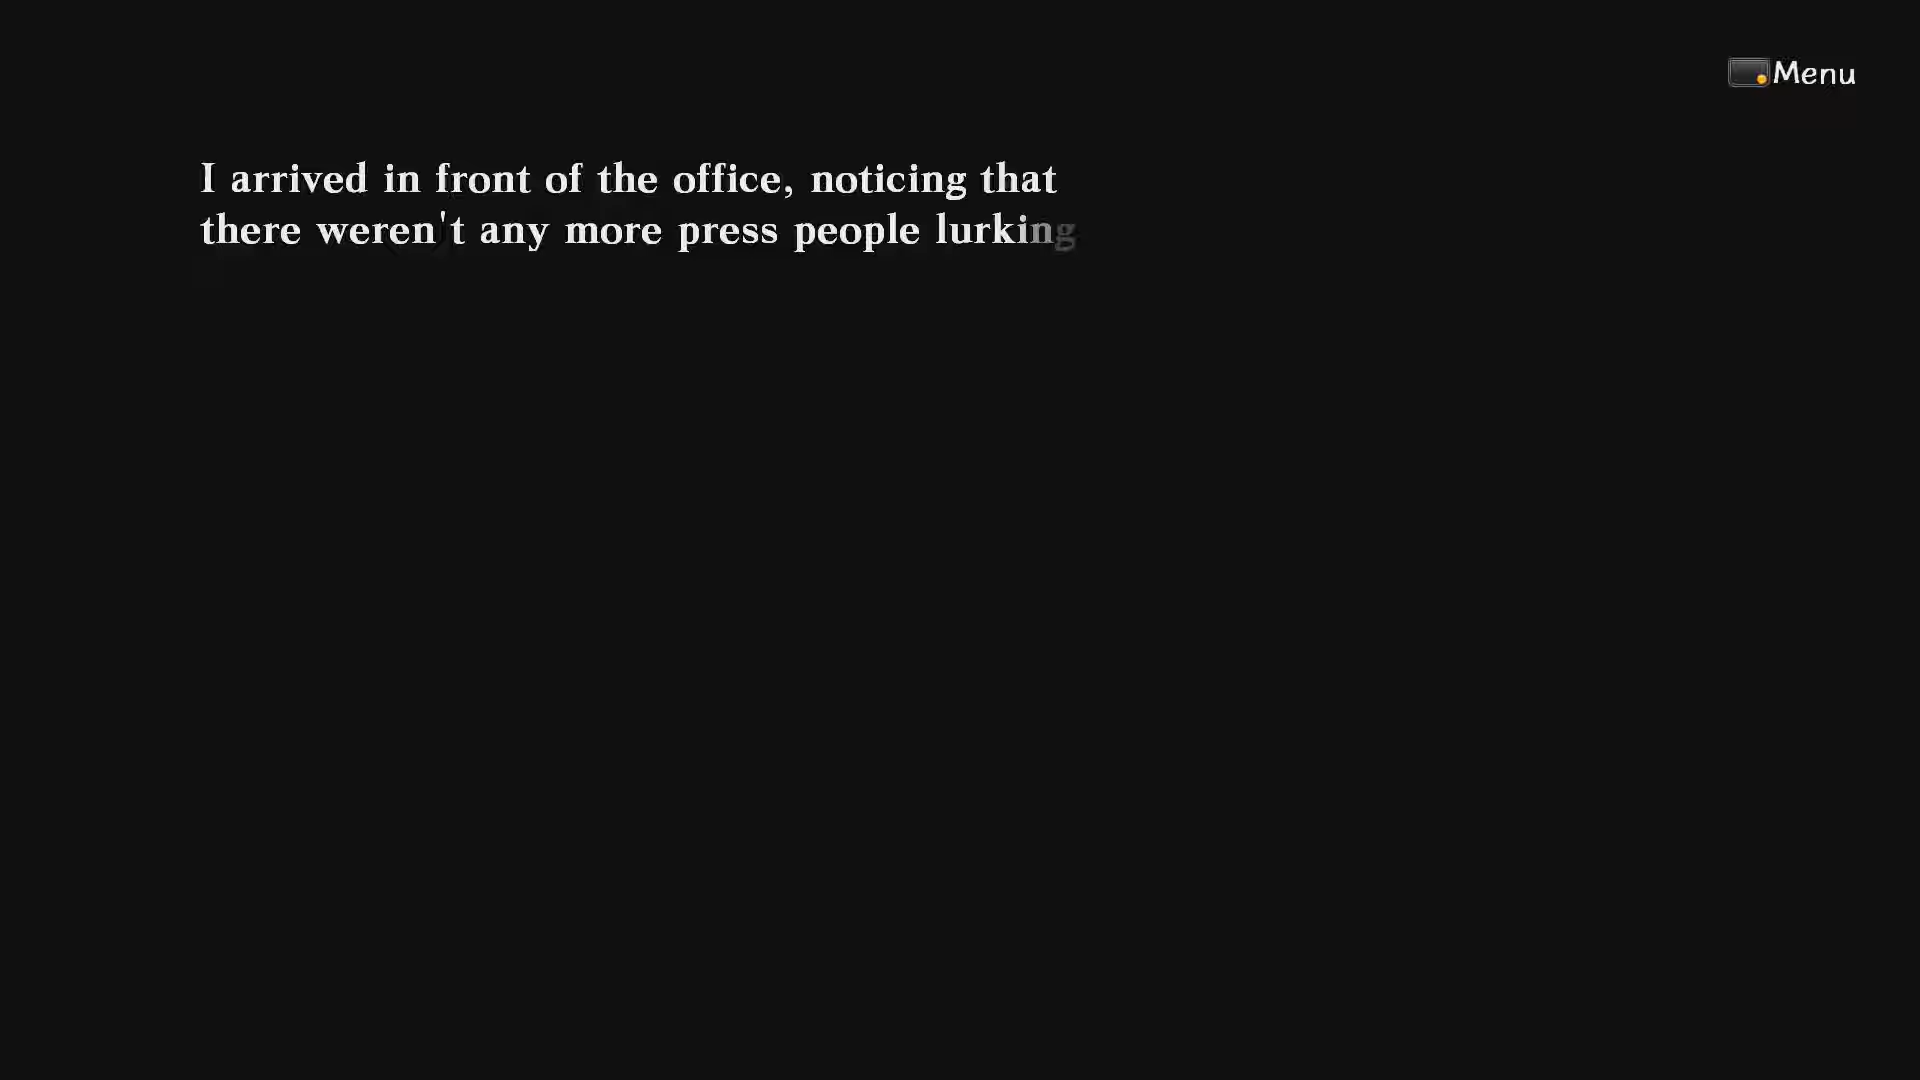 Menu
I arrived in front of the office, noticing that
there weren't any more press people lurking